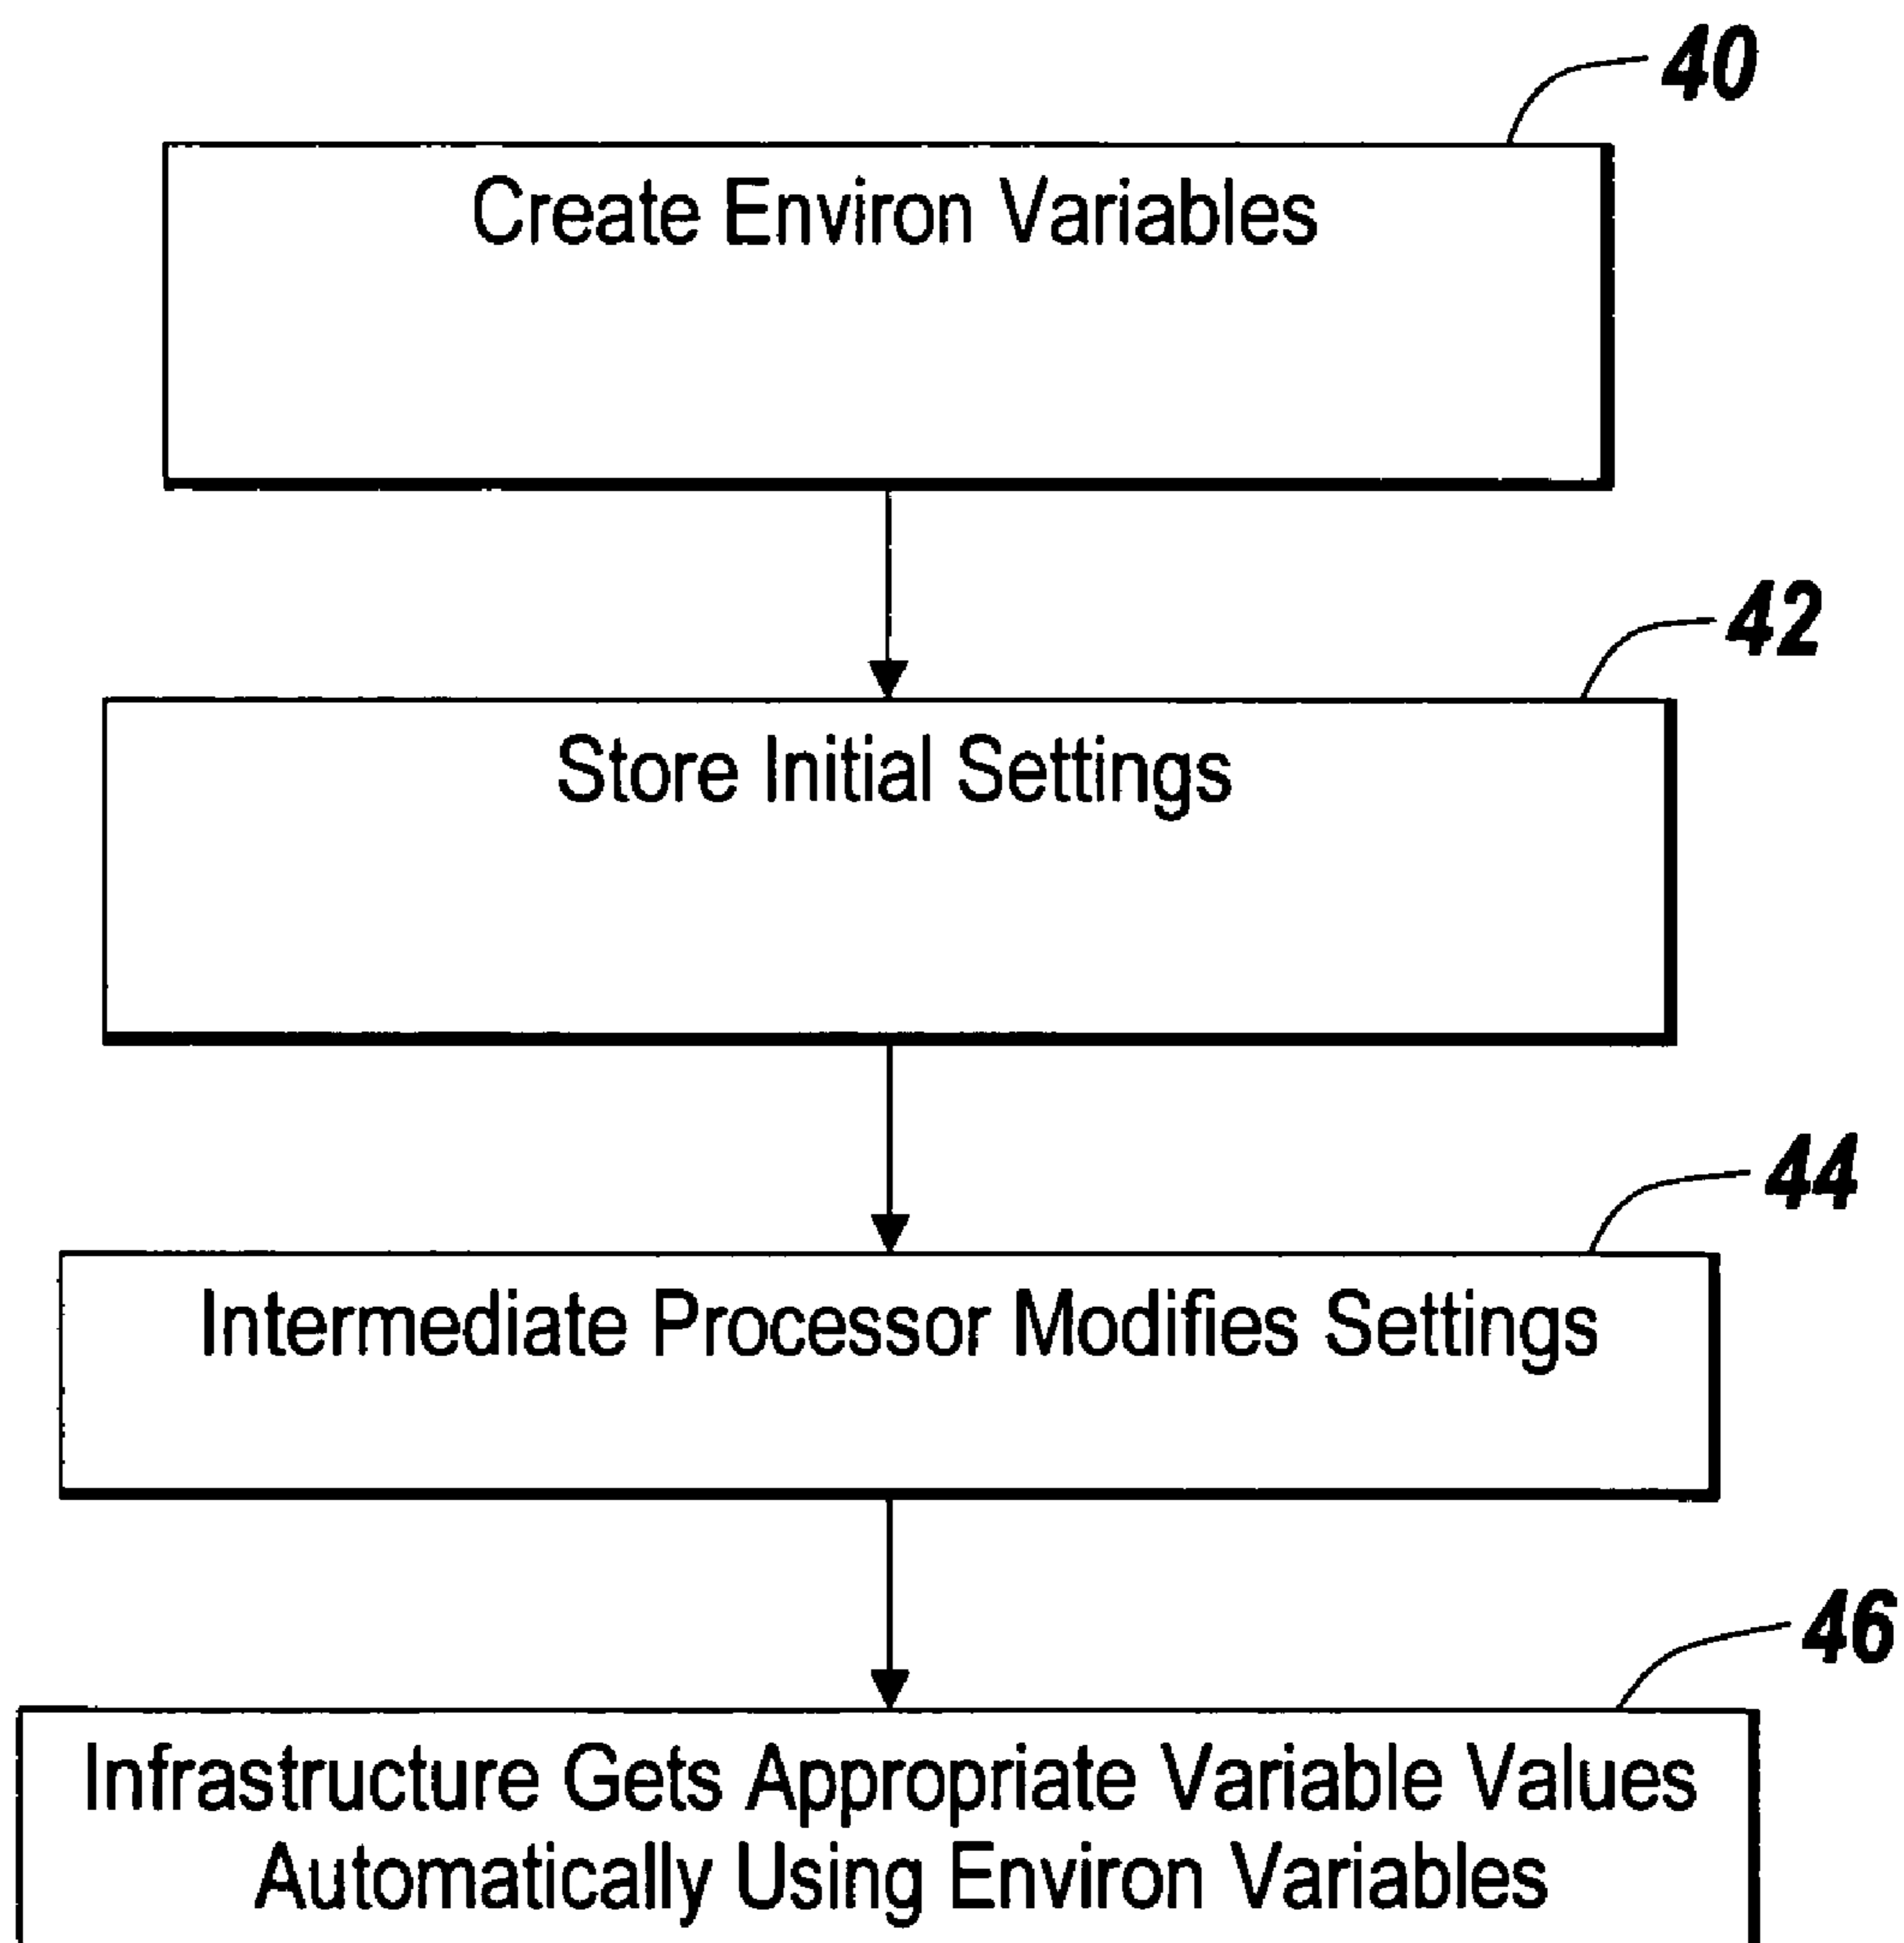 40
Create Environ Variables
42
Store Initial Settings
44
Intermediate Processor Modifies Settings
46
Infrastructure Gets Appropriate Variable Values
Automatically Using Environ Variables